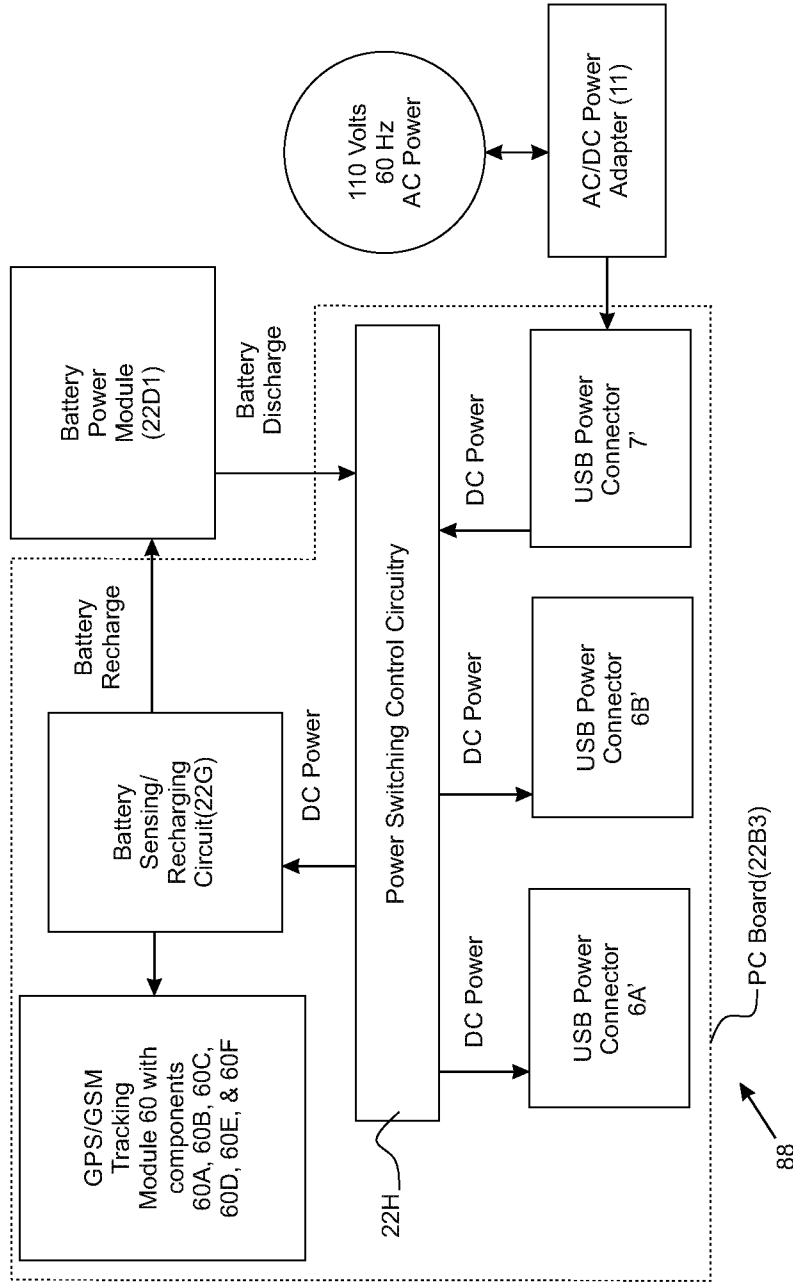 GPS/GSM
Tracking
Module 60 with
components
60A, 60B, 60C,
60D, 60E, & 60F
Battery
Sensing/
Recharging
Circuit(22G)
Battery
Recharge
Battery
Power
Module
(22D1)
DC Power
Battery
Discharge
22H
Power Switching Control Circuitry
110 Volts
60 Hz
AC Power
DC Power
DC Power
DC Power
USB Power
Connector
6A’
USB Power
Connector
6B’
USB Power
Connector
7’
AC/DC Power
Adapter (11)
88
PC Board(22B3)